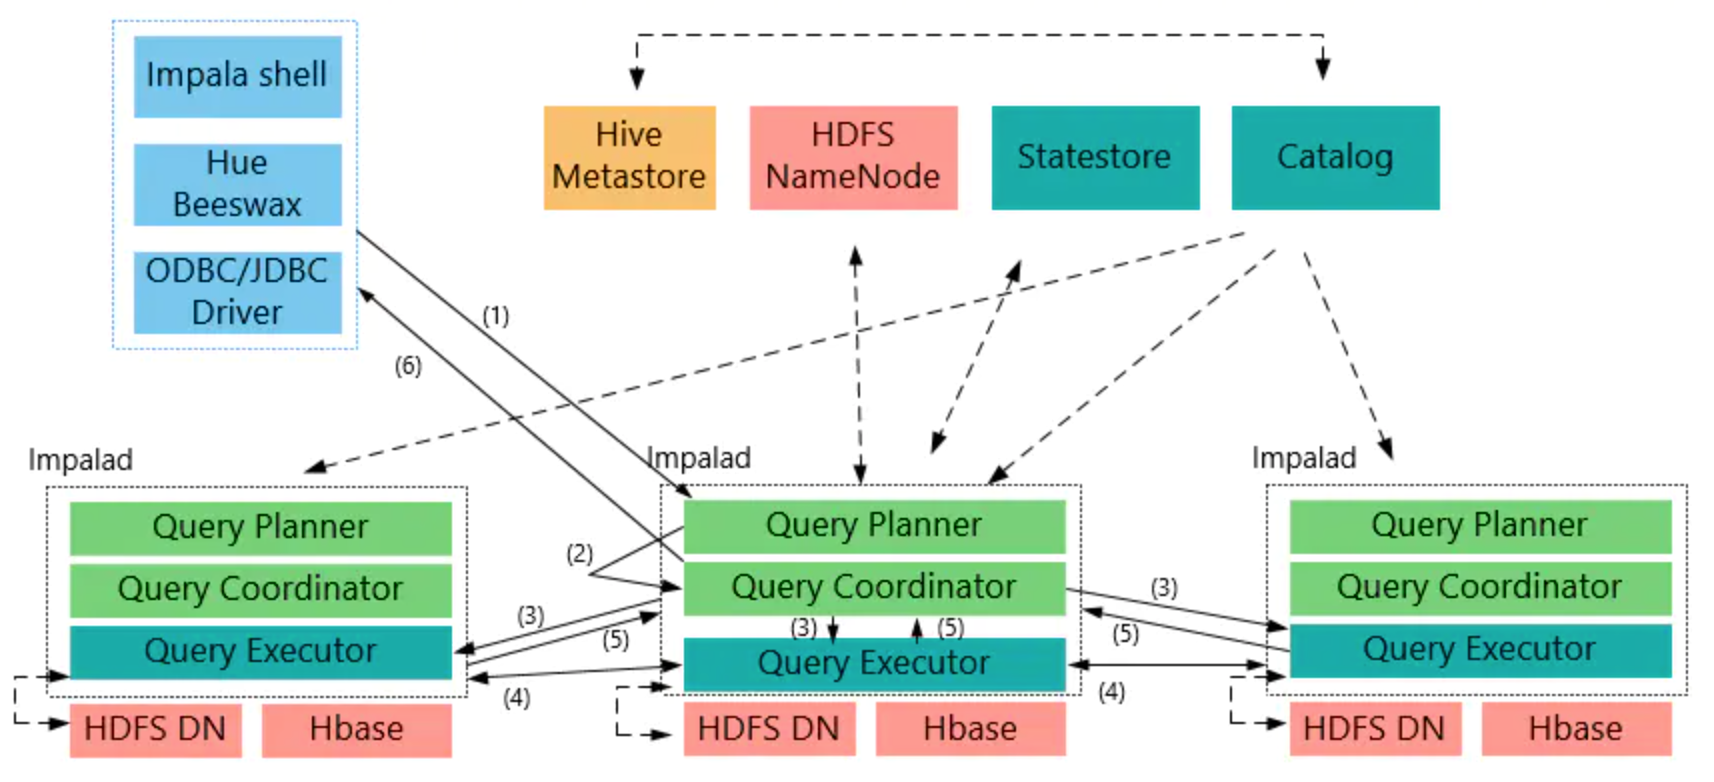 Impala shell
Hue
Beeswax
ODBC/JDBC
Driver
Hive
Metastore
HDFS
NameNode
Statestore
Catalog
(1)
(6)
Impalad
Query Planner
Query Coordinator
Query Executor
HDFS DN
Hbase
(2)
(3)
(5)
(4)
Impalad
Query Planner
Query Coordinator
(3)
(5)
Query Executor
HDFS DN
Hbase
(3)
(5)
(4)
Impalad
Query Planner
Query Coordinator
Query Executor
HDFS DN
Hbase